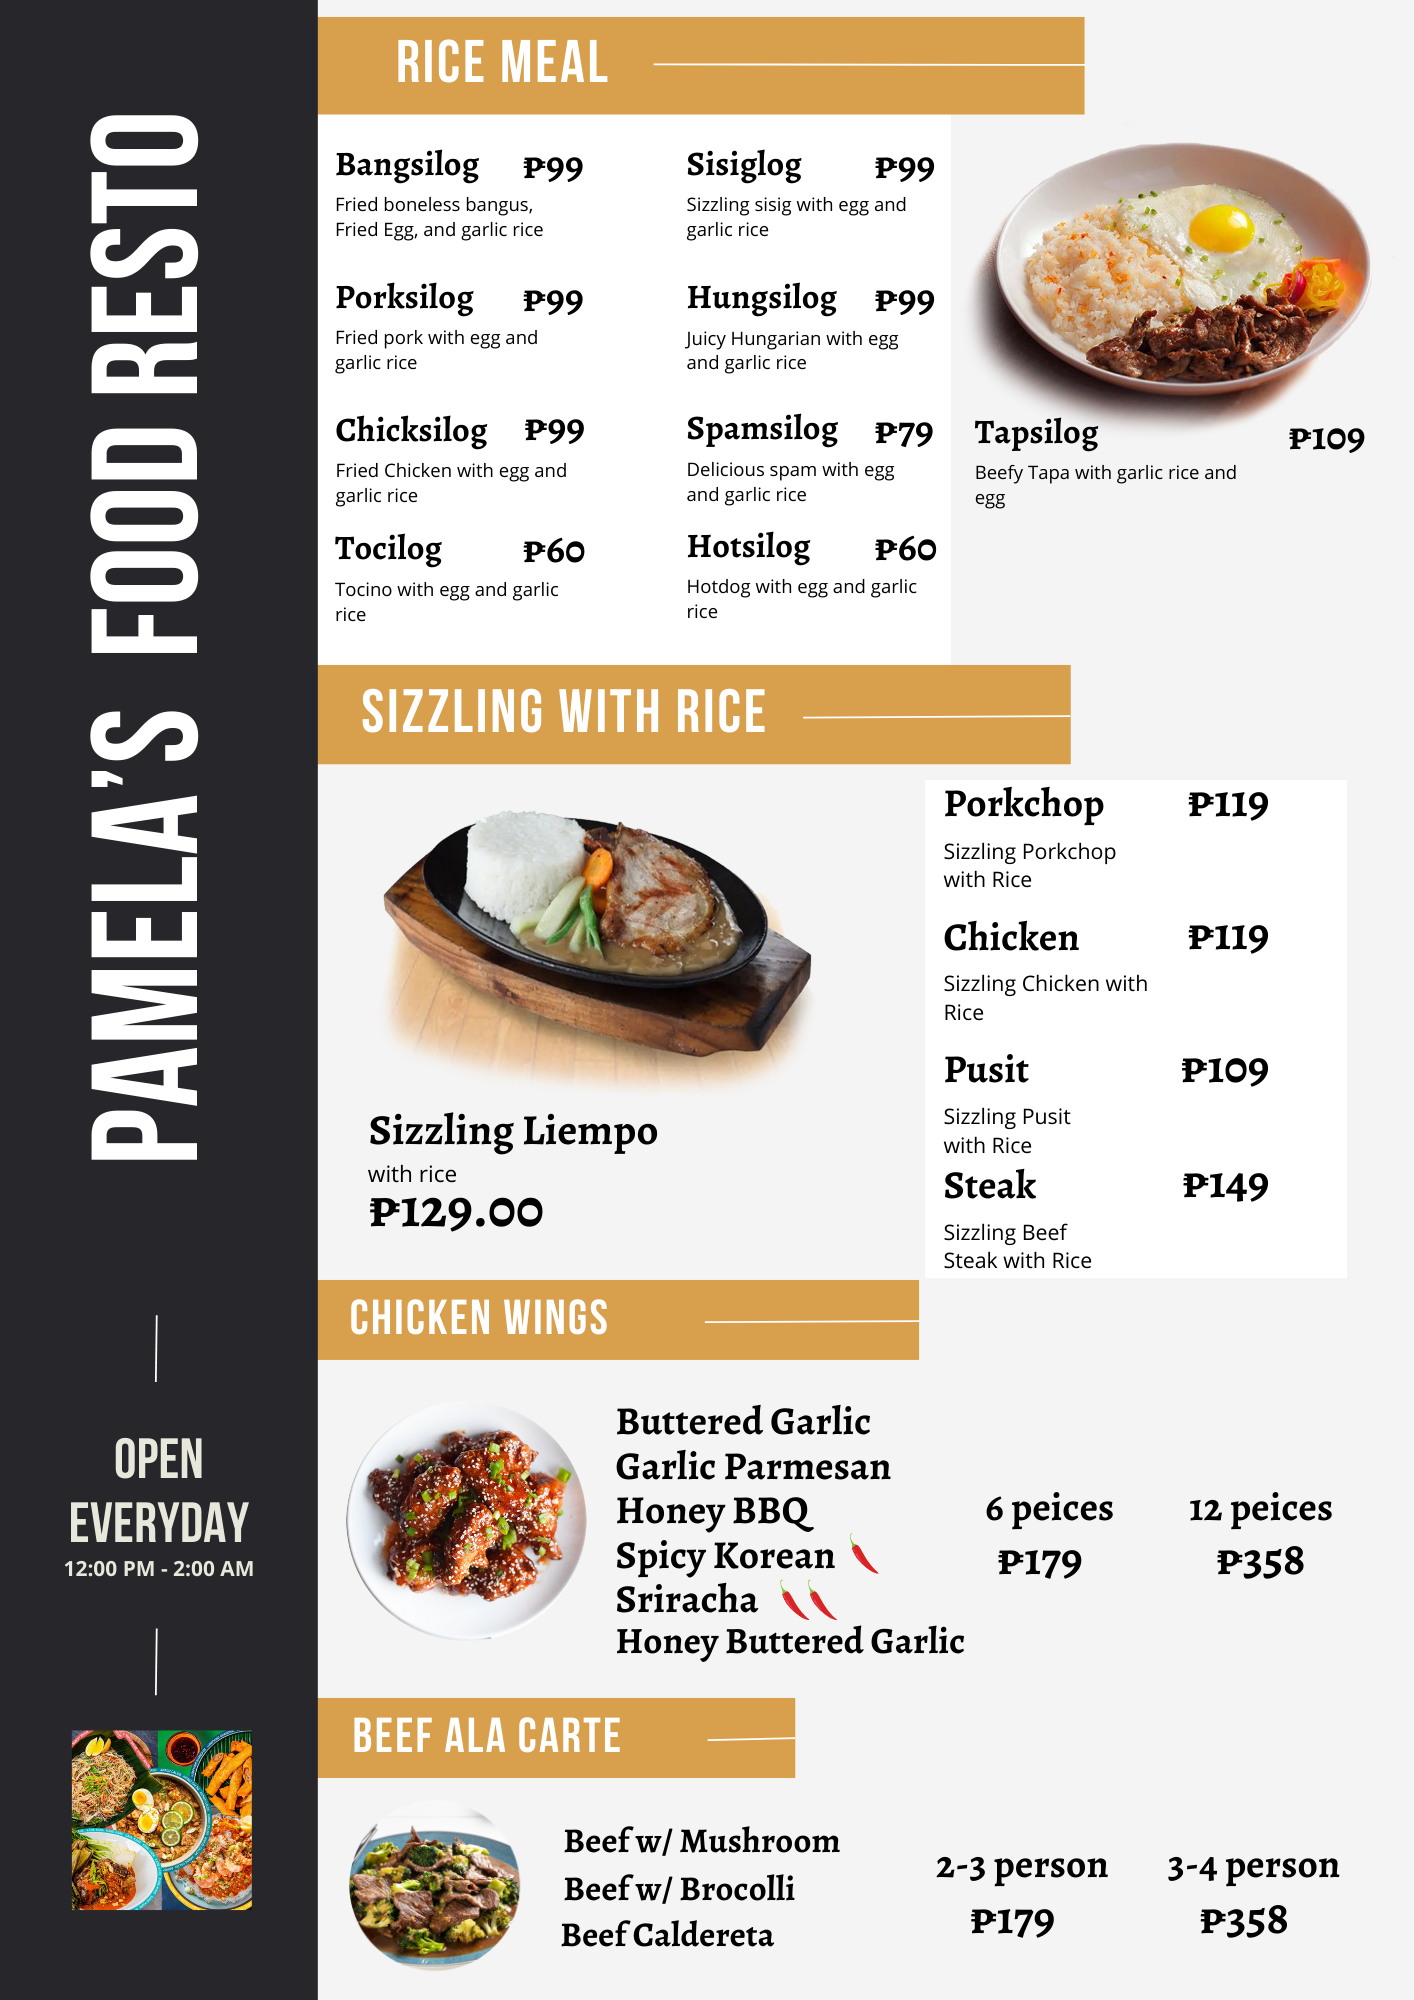 PAMELA'S FOOD RESTO
OPEN
EVERYDAY
12:00 PM - 2:00 AM
RICE MEAL
Bangsilog ₱99
Fried boneless bangus,
Fried Egg, and garlic rice
Porksilog ₱99
Fried pork with egg and
garlic rice
Chicksilog ₱99
Fried Chicken with egg and
garlic rice
Tocilog ₱60
Tocino with egg and garlic
rice
Sisiglog ₱99
Sizzling sisig with egg and
garlic rice
Hungsilog ₱99
Juicy Hungarian with egg
and garlic rice
Spamsilog ₱79
Delicious spam with egg
and garlic rice
Hotsilog ₱60
Hotdog with egg and garlic
rice
Tapsilog ₱109
Beefy Tapa with garlic rice and
egg
SIZZLING WITH RICE
Sizzling Liempo
with rice
₱129.00
Porkchop ₱119
Sizzling Porkchop
with Rice
Chicken ₱119
Sizzling Chicken with
Rice
Pusit ₱109
Sizzling Pusit
with Rice
Steak ₱149
Sizzling Beef
Steak with Rice
CHICKEN WINGS
Buttered Garlic
Garlic Parmesan
Honey BBQ
Spicy Korean
Sriracha
Honey Buttered Garlic
6 peices 12 peices
₱179 ₱358
BEEF ALA CARTE
Beef w/ Mushroom
Beef w/ Brocolli
Beef Caldereta
2-3 person 3-4 person
₱179 ₱358